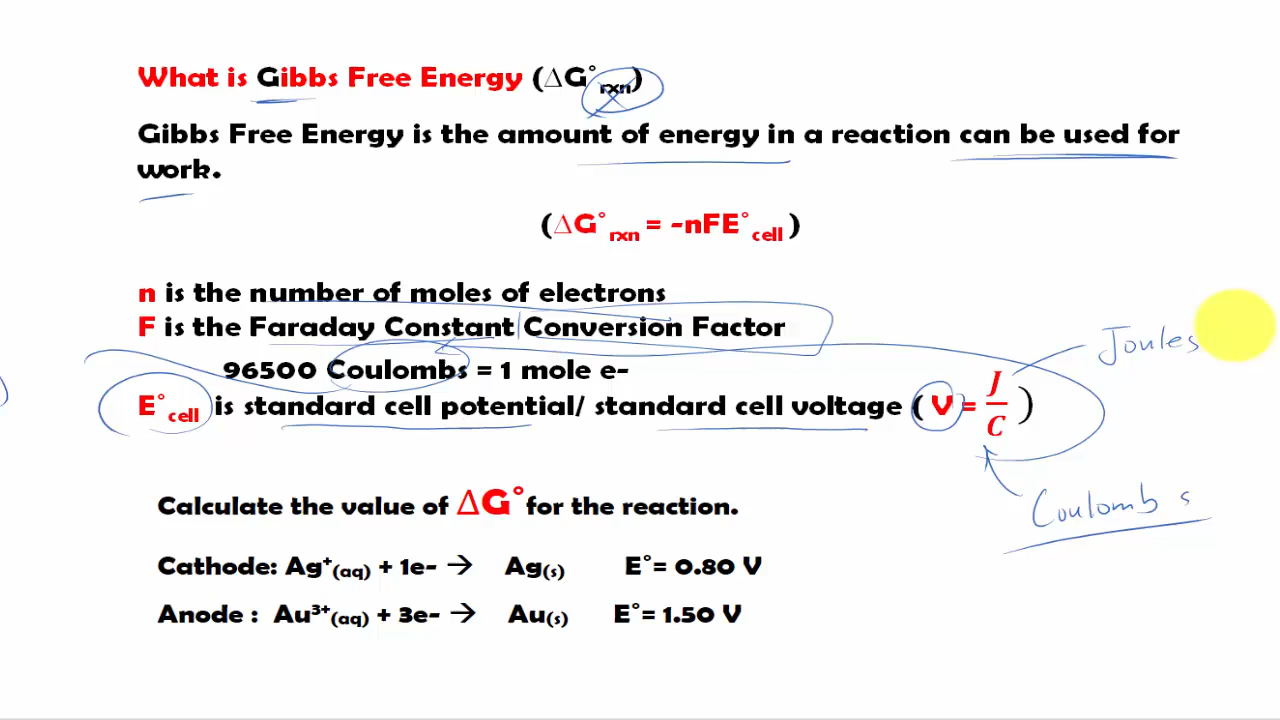 What is Gibbs Free Energy (∆G°rxn)
Gibbs Free Energy is the amount of energy in a reaction can be used for
work.
(∆G°rxn = -nFE°cell )
n is the number of moles of electrons
F is the Faraday Constant Conversion Factor
96500 Coulombs = 1 mole e-
E°cell is standard cell potential/ standard cell voltage ( V = J/C )
Joules
Coulombs
Calculate the value of ∆G° for the reaction.
Cathode: Ag⁺(aq) + 1e- → Ag(s) E°= 0.80 V
Anode : Au³⁺(aq) + 3e- → Au(s) E°= 1.50 V